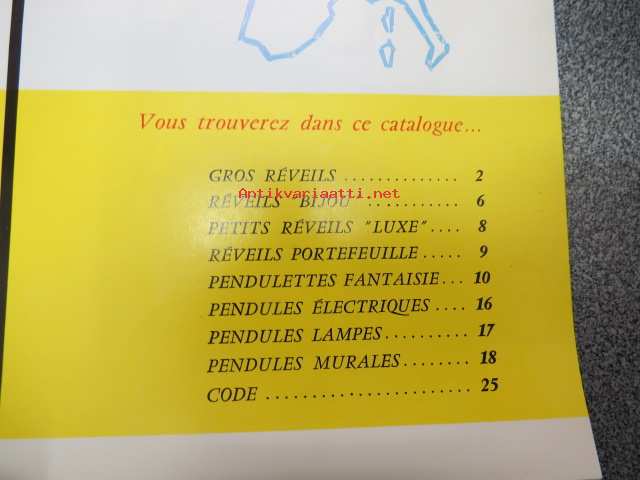 Vous trouverez dans ce catalogue...
GROS RÉVEILS .............. 2
Antikvariaatti.net
RÉVEILS "BIJOU" ........... 6
PETITS RÉVEILS "LUXE".... 8
RÉVEILS PORTEFEUILLE ..... 9
PENDULETTES FANTAISIE... 10
PENDULES ÉLECTRIQUES .... 16
PENDULES LAMPES.......... 17
PENDULES MURALES........ 18
CODE ....................... 25